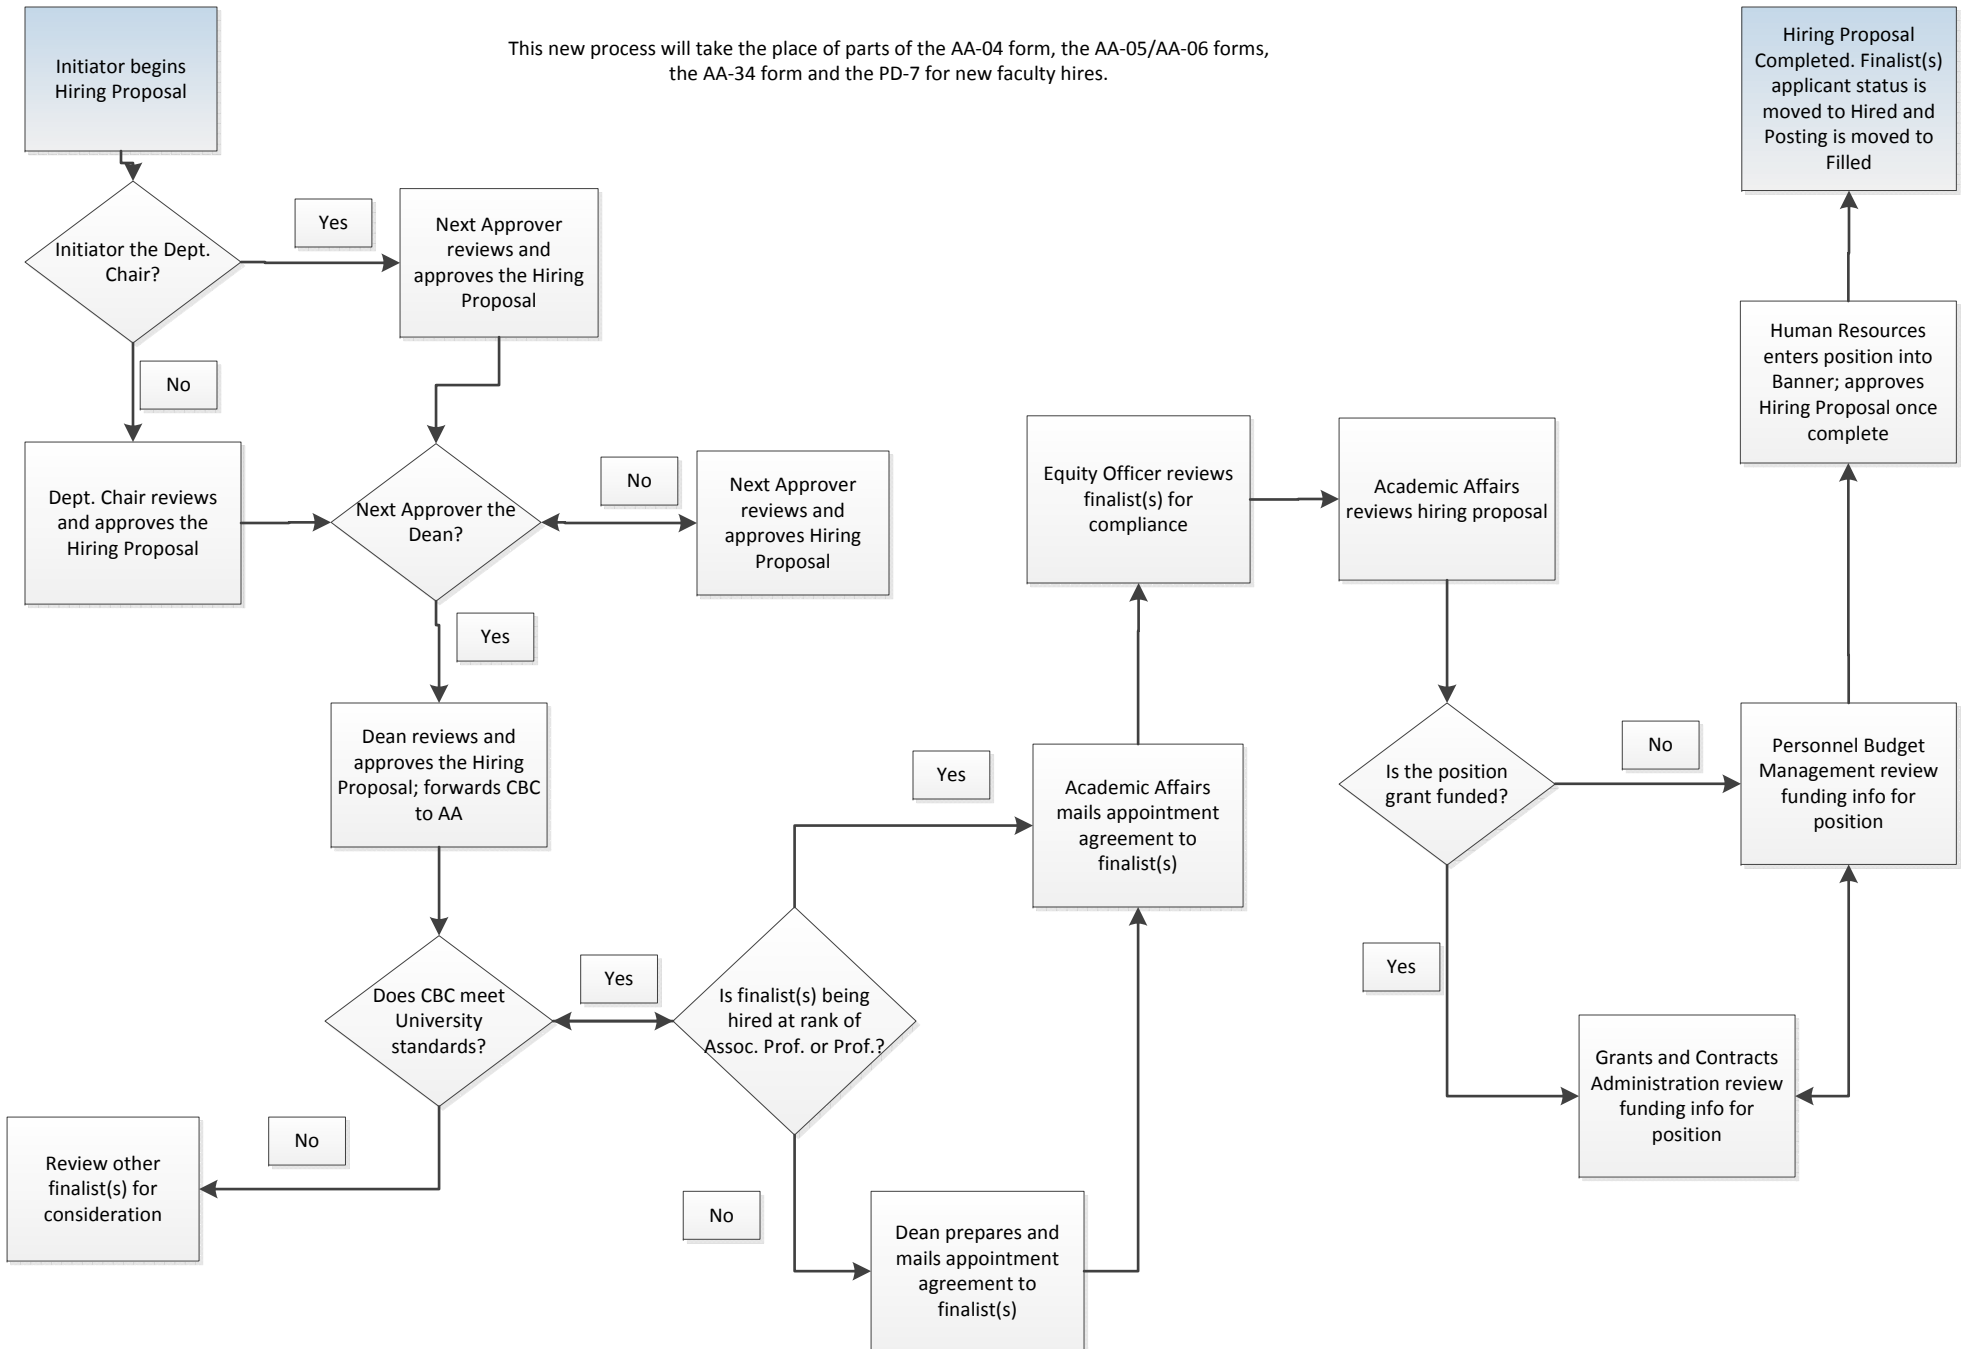 Initiator begins
Hiring Proposal
This new process will take the place of parts of the AA-04 form, the AA-05/AA-06 forms,
the AA-34 form and the PD-7 for new faculty hires.
Hiring Proposal
Completed. Finalist(s)
applicant status is
moved to Hired and
Posting is moved to
Filled
Initiator the Dept.
Chair?
Yes
Next Approver
reviews and
approves the Hiring
Proposal
No
Dept. Chair reviews
and approves the
Hiring Proposal
Next Approver the
Dean?
No
Next Approver
reviews and
approves Hiring
Proposal
Yes
Dean reviews and
approves the Hiring
Proposal; forwards CBC
to AA
Does CBC meet
University
standards?
No
Review other
finalist(s) for
consideration
Yes
Is finalist(s) being
hired at rank of
Assoc. Prof. or Prof.?
Yes
No
Dean prepares and
mails appointment
agreement to
finalist(s)
Academic Affairs
mails appointment
agreement to
finalist(s)
Equity Officer reviews
finalist(s) for
compliance
Academic Affairs
reviews hiring proposal
Is the position
grant funded?
No
Yes
Grants and Contracts
Administration review
funding info for
position
Personnel Budget
Management review
funding info for
position
Human Resources
enters position into
Banner; approves
Hiring Proposal once
complete